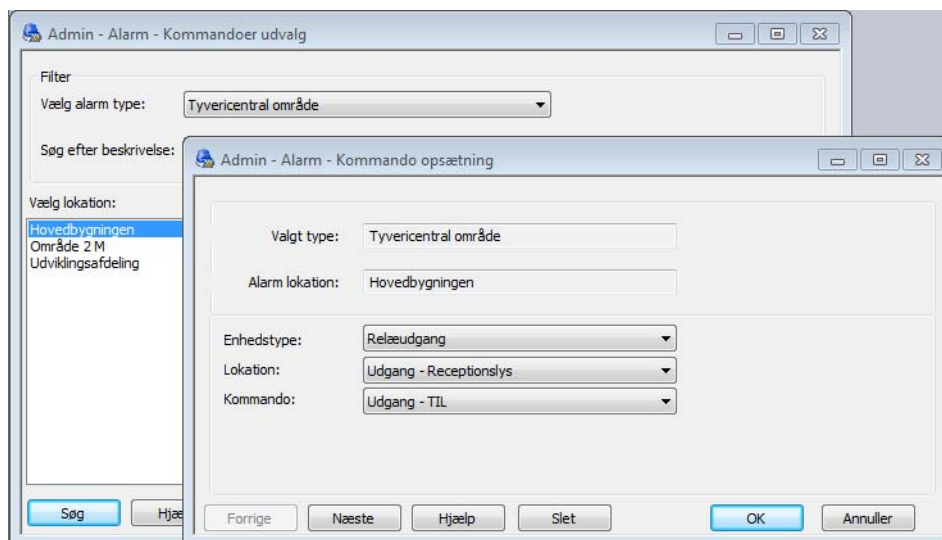 Admin - Alarm - Kommandoer udvalg
Filter
Vælg alarm type: Tyvericentral område
Søg efter beskrivelse:
Vælg lokation:
Hovedbygningen
Område 2 M
Udviklingsafdeling
Søg
Admin - Alarm - Kommando opsætning
Valgt type: Tyvericentral område
Alarm lokation: Hovedbygningen
Enhedstype: Relæudgang
Lokation: Udgang - Receptionslys
Kommando: Udgang - TIL
Forrige Næste Hjælp Slet OK Annuller